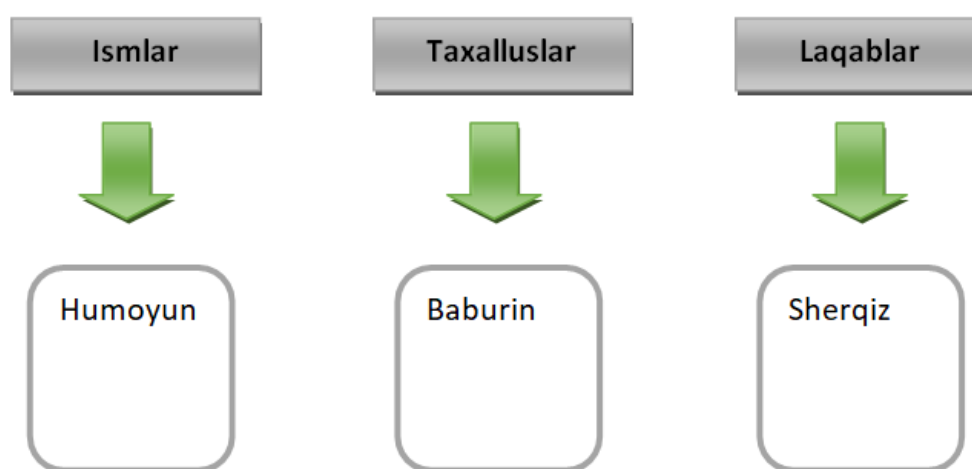 Ismlar
Taxalluslar
Laqablar
Humoyun
Baburin
Sherqiz